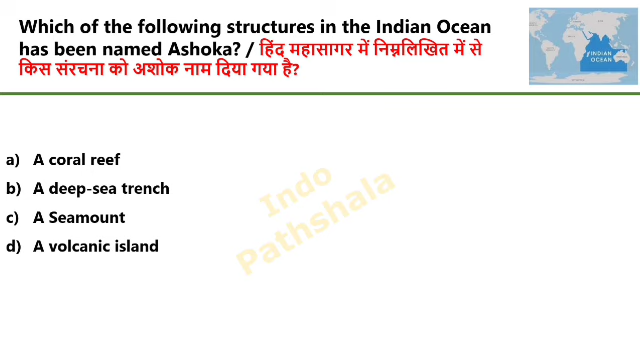 Which of the following structures in the Indian Ocean
has been named Ashoka? / हिंद महासागर में निम्नलिखित में से
किस संरचना को अशोक नाम दिया गया है?
INDIAN
OCEAN
a) A coral reef
b) A deep-sea trench
c) A Seamount
d) A volcanic island
Indo
Pathshala